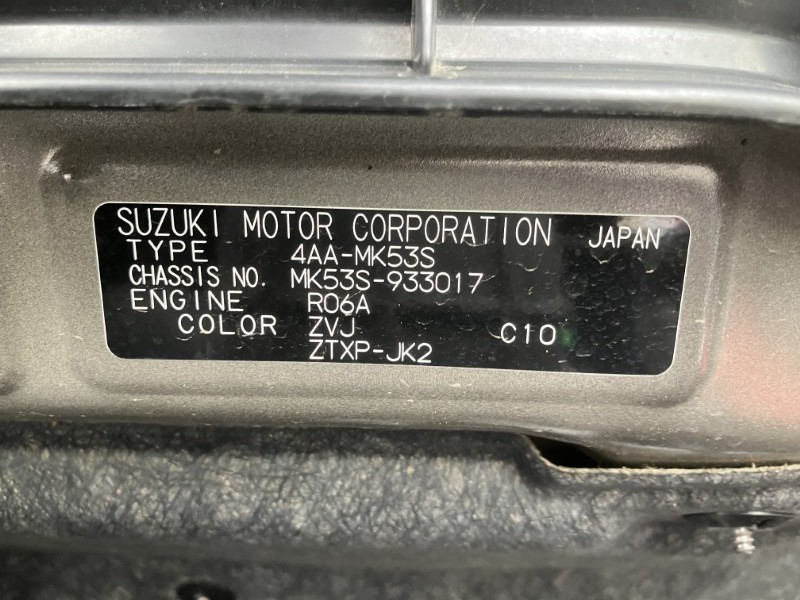 SUZUKI MOTOR CORPORATION JAPAN
TYPE 4AA-MK53S
CHASSIS NO. MK53S-933017
ENGINE R06A
COLOR ZVJ C10
ZTXP-JK2